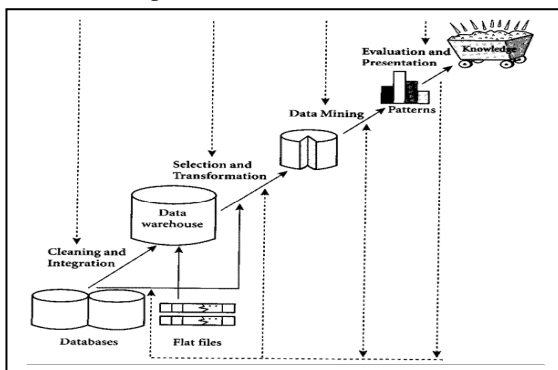 Evaluation and
Presentation
Knowledge
Data Mining
Patterns
Selection and
Transformation
Data
warehouse
Cleaning and
Integration
Databases
Flat files